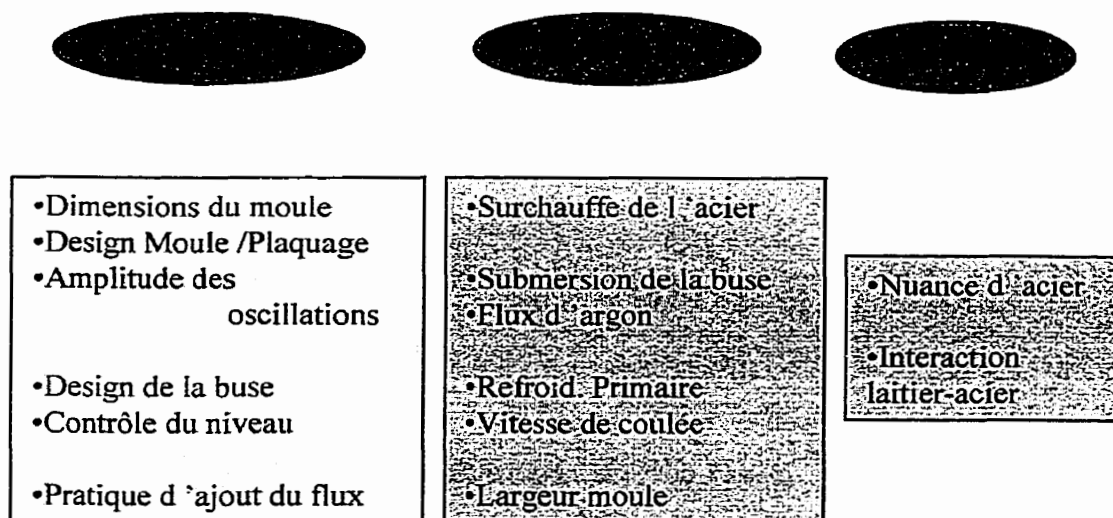 •Dimensions du moule
•Design Moule /Plaquage
•Amplitude des
oscillations
•Design de la buse
•Contrôle du niveau
•Pratique d 'ajout du flux
•Surchauffe de l 'acier
•Submersion de la buse
•Flux d 'argon
•Refroid. Primaire
•Vitesse de coulée
•Largeur moule
•Nuance d 'acier
•Interaction
laitier-acier